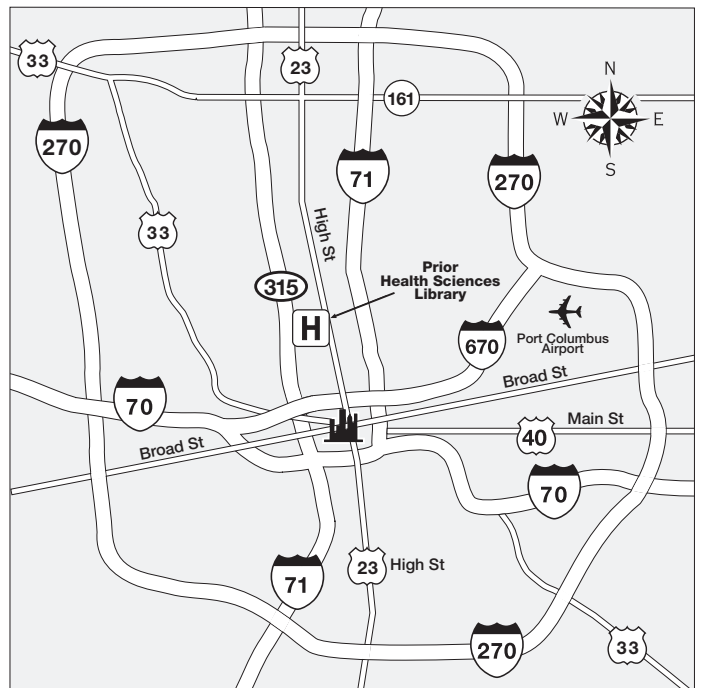 33
23
N
161
W
E
S
270
71
270
33
High St
Prior
Health Sciences
Library
315
H
670
Port Columbus
Airport
Broad St
70
Main St
40
Broad St
70
23
High St
71
33
270